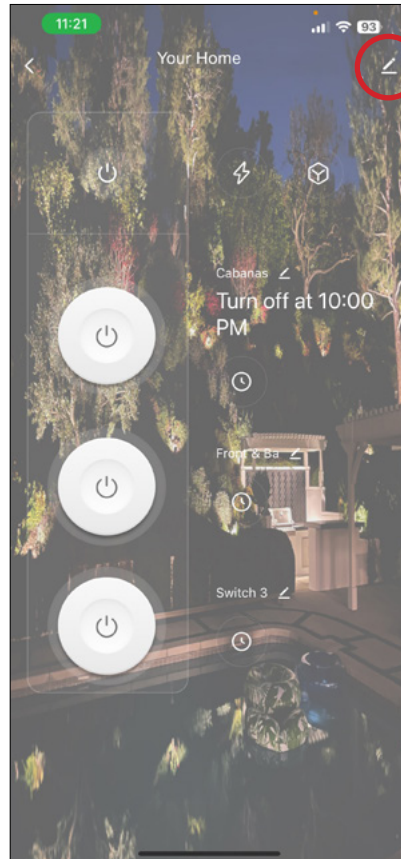 11:21
93
Your Home
Cabanas
Turn off at 10:00
PM
Front & Ba
Switch 3